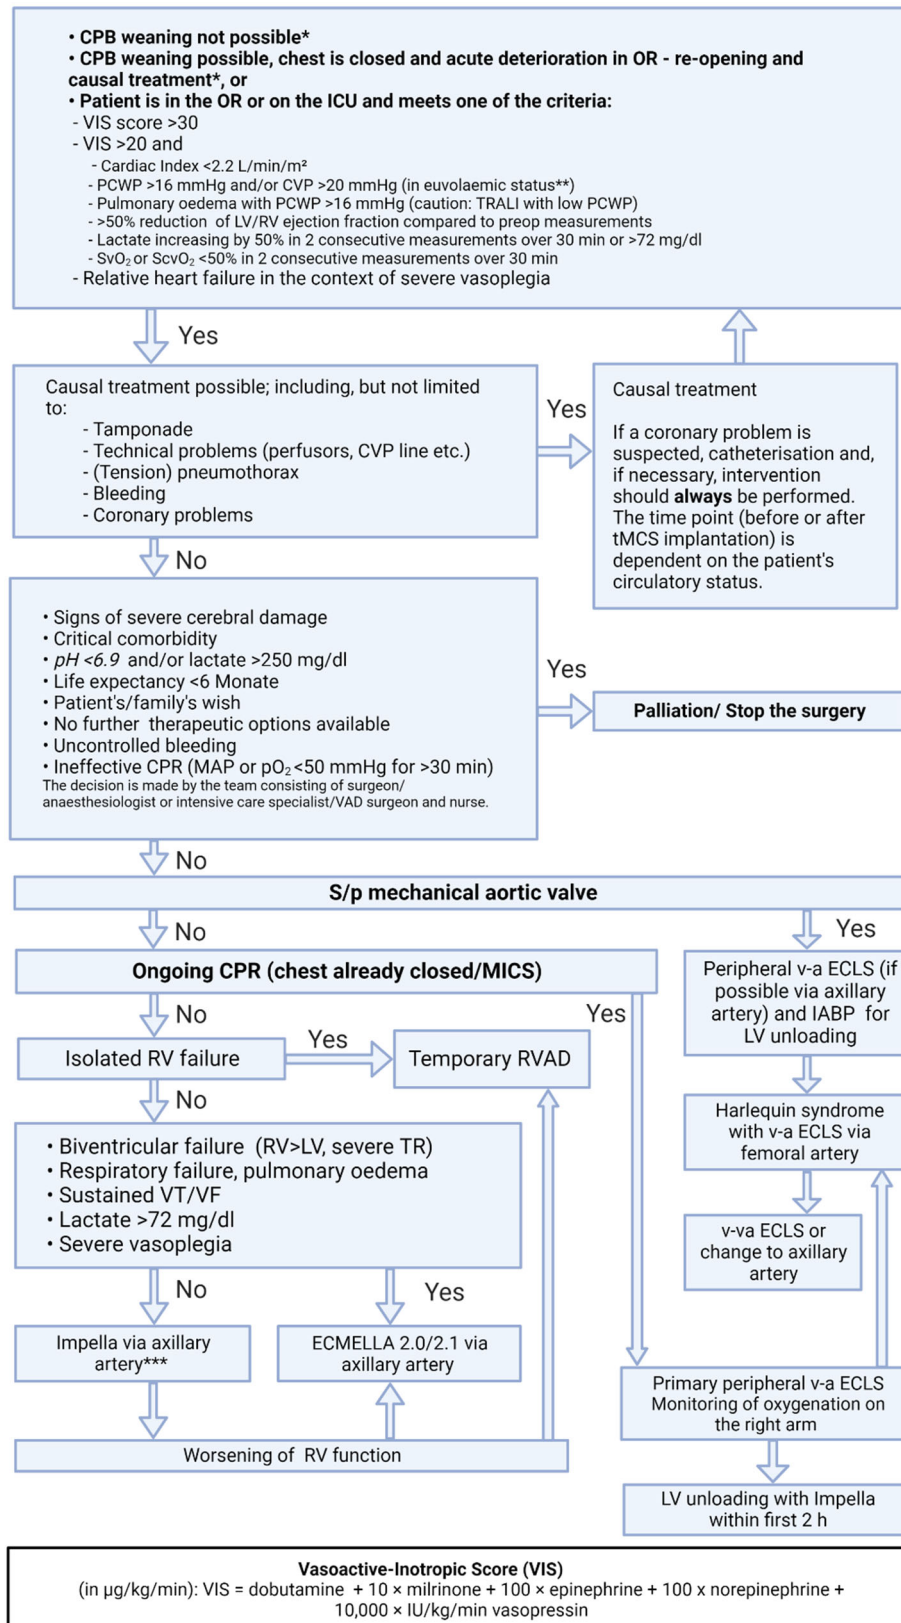 • CPB weaning not possible*
• CPB weaning possible, chest is closed and acute deterioration in OR - re-opening and
causal treatment*, or
• Patient is in the OR or on the ICU and meets one of the criteria:
- VIS score >30
- VIS >20 and
- Cardiac Index <2.2 L/min/m²
- PCWP >16 mmHg and/or CVP >20 mmHg (in euvolaemic status**)
- Pulmonary oedema with PCWP >16 mmHg (caution: TRALI with low PCWP)
- >50% reduction of LV/RV ejection fraction compared to preop measurements
- Lactate increasing by 50% in 2 consecutive measurements over 30 min or >72 mg/dl
- SvO₂ or ScvO₂ <50% in 2 consecutive measurements over 30 min
- Relative heart failure in the context of severe vasoplegia
Yes
Causal treatment possible; including, but not limited
to:
- Tamponade
- Technical problems (perfusors, CVP line etc.)
- (Tension) pneumothorax
- Bleeding
- Coronary problems
Yes
Causal treatment
If a coronary problem is
suspected, catheterisation and,
if necessary, intervention
should always be performed.
The time point (before or after
tMCS implantation) is
dependent on the patient's
circulatory status.
No
• Signs of severe cerebral damage
• Critical comorbidity
• pH <6.9 and/or lactate >250 mg/dl
• Life expectancy <6 Monate
• Patient's/family's wish
• No further therapeutic options available
• Uncontrolled bleeding
• Ineffective CPR (MAP or pO₂<50 mmHg for >30 min)
The decision is made by the team consisting of surgeon/
anaesthesiologist or intensive care specialist/VAD surgeon and nurse.
Yes
Palliation/ Stop the surgery
No
S/p mechanical aortic valve
No
Yes
Ongoing CPR (chest already closed/MICS)
Peripheral v-a ECLS (if
possible via axillary
artery) and IABP for
LV unloading
No
Yes
Isolated RV failure
Yes
Temporary RVAD
No
Harlequin syndrome
with v-a ECLS via
femoral artery
• Biventricular failure (RV>LV, severe TR)
• Respiratory failure, pulmonary oedema
• Sustained VT/VF
• Lactate >72 mg/dl
• Severe vasoplegia
v-va ECLS or
change to axillary
artery
No
Yes
Impella via axillary
artery***
ECMELLA 2.0/2.1 via
axillary artery
Primary peripheral v-a ECLS
Monitoring of oxygenation on
the right arm
Worsening of RV function
LV unloading with Impella
within first 2 h
Vasoactive-Inotropic Score (VIS)
(in µg/kg/min): VIS = dobutamine + 10 × milrinone + 100 × epinephrine + 100 x norepinephrine +
10,000 × IU/kg/min vasopressin